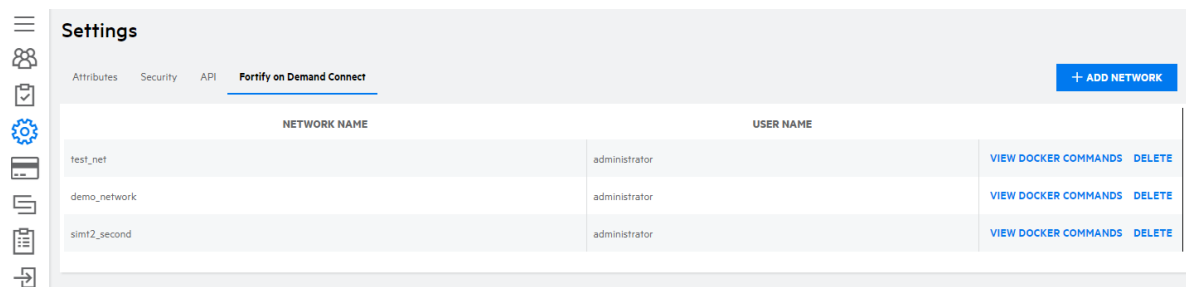 Settings
Attributes Security API Fortify on Demand Connect + ADD NETWORK
NETWORK NAME USER NAME
test_net administrator VIEW DOCKER COMMANDS DELETE
demo_network administrator VIEW DOCKER COMMANDS DELETE
simt2_second administrator VIEW DOCKER COMMANDS DELETE